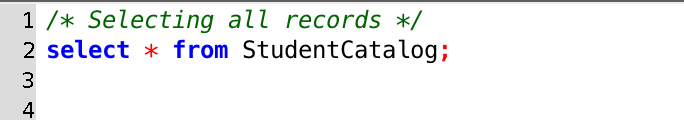 1 /* Selecting all records */
2 select * from StudentCatalog;
3
4